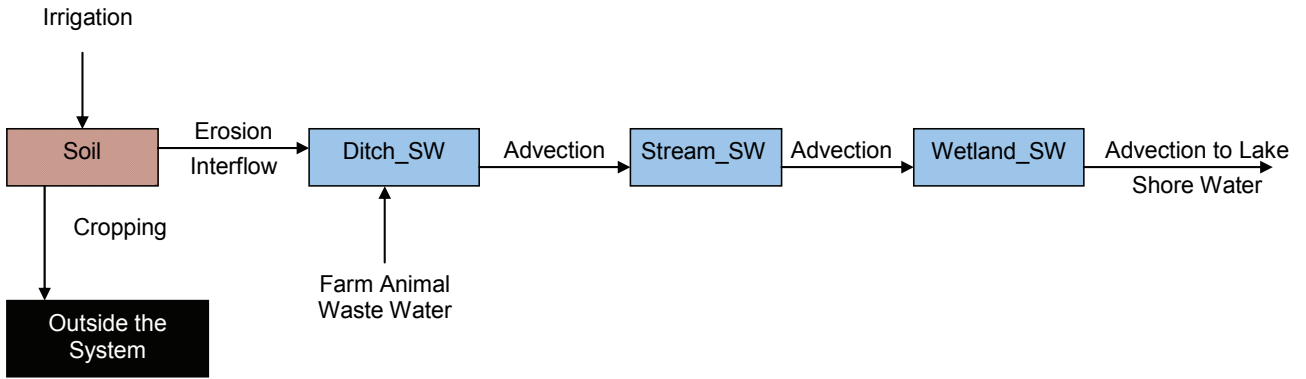 Irrigation
Soil
Erosion
Interflow
Ditch_SW
Advection
Stream_SW
Advection
Wetland_SW
Advection to Lake
Shore Water
Cropping
Farm Animal
Waste Water
Outside the
System